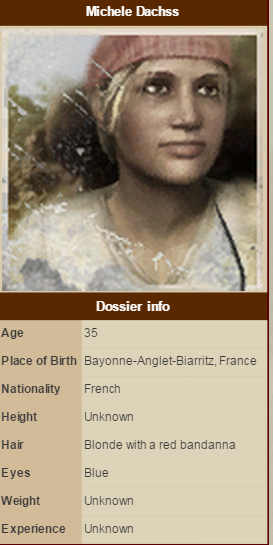 Michele Dachss
Dossier info
Age 35
Place of Birth Bayonne-Anglet-Biarritz, France
Nationality French
Height Unknown
Hair Blonde with a red bandanna
Eyes Blue
Weight Unknown
Experience Unknown